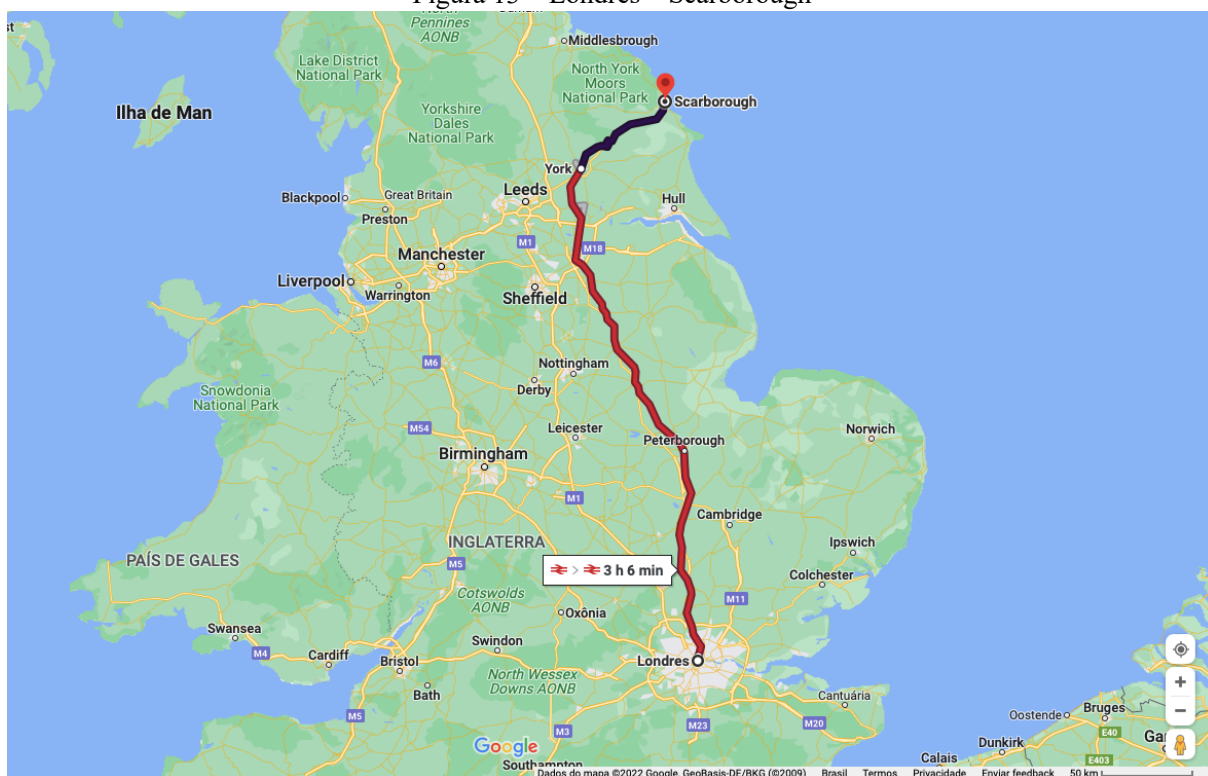 Londres
Scarborough
Pennines
AONB
Middlesbrough
Lake District
National Park
North York
Moors
National Park
Scarborough
Ilha de Man
Yorkshire
Dales
National Park
York
Leeds
Blackpool
Great Britain
Hull
Preston
M1
M18
Manchester
Liverpool
Warrington
Sheffield
M6
Nottingham
Derby
Snowdonia
National Park
M54
Leicester
Peterborough
Norwich
Birmingham
M1
Cambridge
INGLATERRA
Ipswich
PAÍS DE GALES
M5
> 3 h 6 min
Colchester
Cotswolds
AONB
M11
Oxônia
Swansea
Swindon
M4
Cardiff
Bristol
Londres
North Wessex
Downs AONB
Bath
Cantuária
M5
M23
M20
Oostende
Bruges
M3
E40
Google
Dunkirk
Calais
E403
Southampton
Dados do mapa ©2022 Google, GeoBasis-DE/BKG (©2009) Brasil Termos Privacidade Enviar feedback 50 km